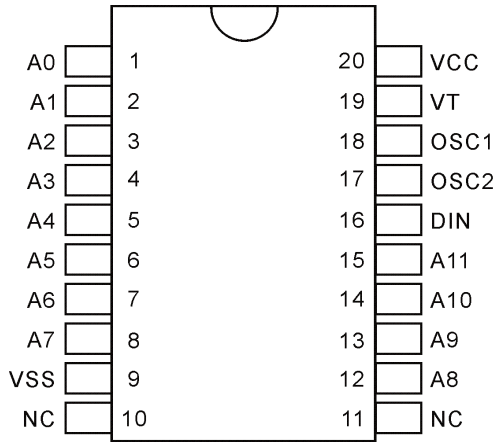 A0 1 20 VCC
A1 2 19 VT
A2 3 18 OSC1
A3 4 17 OSC2
A4 5 16 DIN
A5 6 15 A11
A6 7 14 A10
A7 8 13 A9
VSS 9 12 A8
NC 10 11 NC